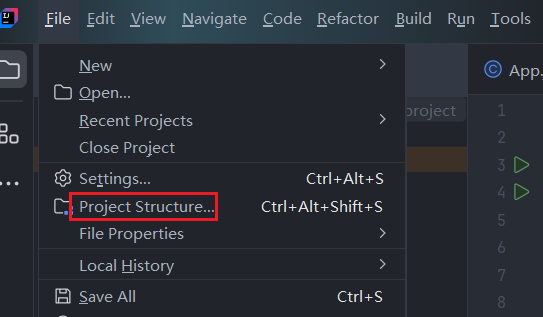 IJ
File Edit View Navigate Code Refactor Build Run Tools
New
Open...
Recent Projects
Close Project
Settings... Ctrl+Alt+S
Project Structure... Ctrl+Alt+Shift+S
File Properties
Local History
Save All Ctrl+S
project
C App.
1
2
3
4
5
6
7
8